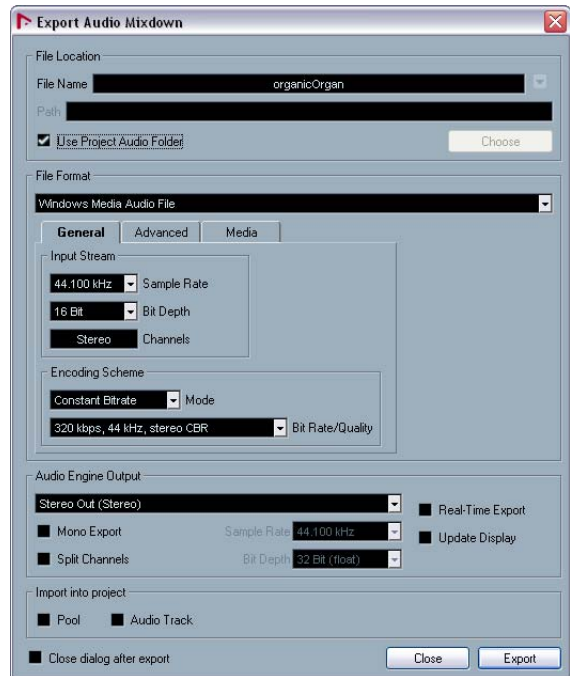 Export Audio Mixdown
File Location
File Name organicOrgan
Path
Use Project Audio Folder Choose
File Format
Windows Media Audio File
General Advanced Media
Input Stream
44.100 kHz Sample Rate
16 Bit Bit Depth
Stereo Channels
Encoding Scheme
Constant Bitrate Mode
320 kbps, 44 kHz, stereo CBR Bit Rate/Quality
Audio Engine Output
Stereo Out (Stereo) Real-Time Export
Mono Export Sample Rate 44.100 kHz Update Display
Split Channels Bit Depth 32 Bit (float)
Import into project
Pool Audio Track
Close dialog after export Close Export